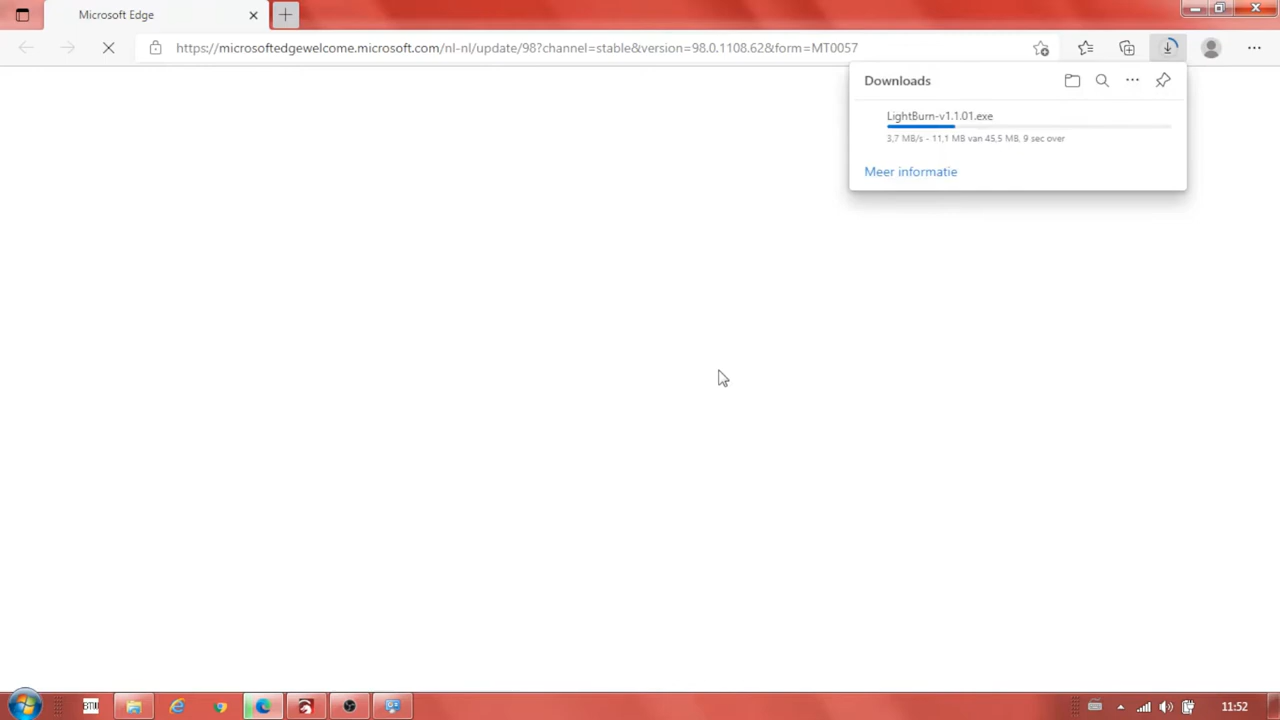 Microsoft Edge
https://microsoftedgewelcome.microsoft.com/nl-nl/update/98?channel=stable&version=98.0.1108.62&form=MT0057
Downloads
LightBurn-v1.1.01.exe
3,7 MB/s - 11,1 MB van 45,5 MB, 9 sec over
Meer informatie
BTW
11:52